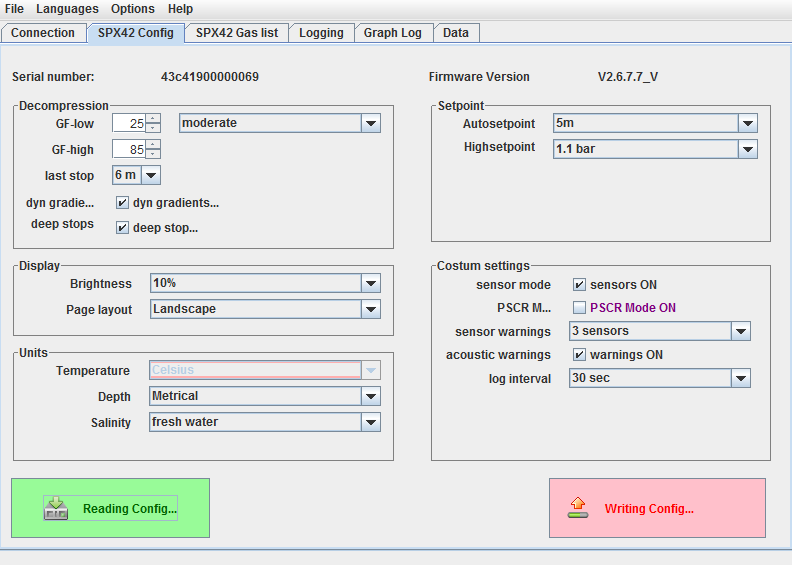 File Languages Options Help
Connection SPX42 Config SPX42 Gas list Logging Graph Log Data
Serial number: 43c41900000069 Firmware Version V2.6.7.7_V
Decompression
GF-low 25 moderate
GF-high 85
last stop 6 m
dyn gradie... dyn gradients...
deep stops deep stop...
Setpoint
Autosetpoint 5m
Highsetpoint 1.1 bar
Display
Brightness 10%
Page layout Landscape
Costum settings
sensor mode sensors ON
PSCR M... PSCR Mode ON
sensor warnings 3 sensors
acoustic warnings warnings ON
log interval 30 sec
Units
Temperature Celsius
Depth Metrical
Salinity fresh water
Reading Config... Writing Config...